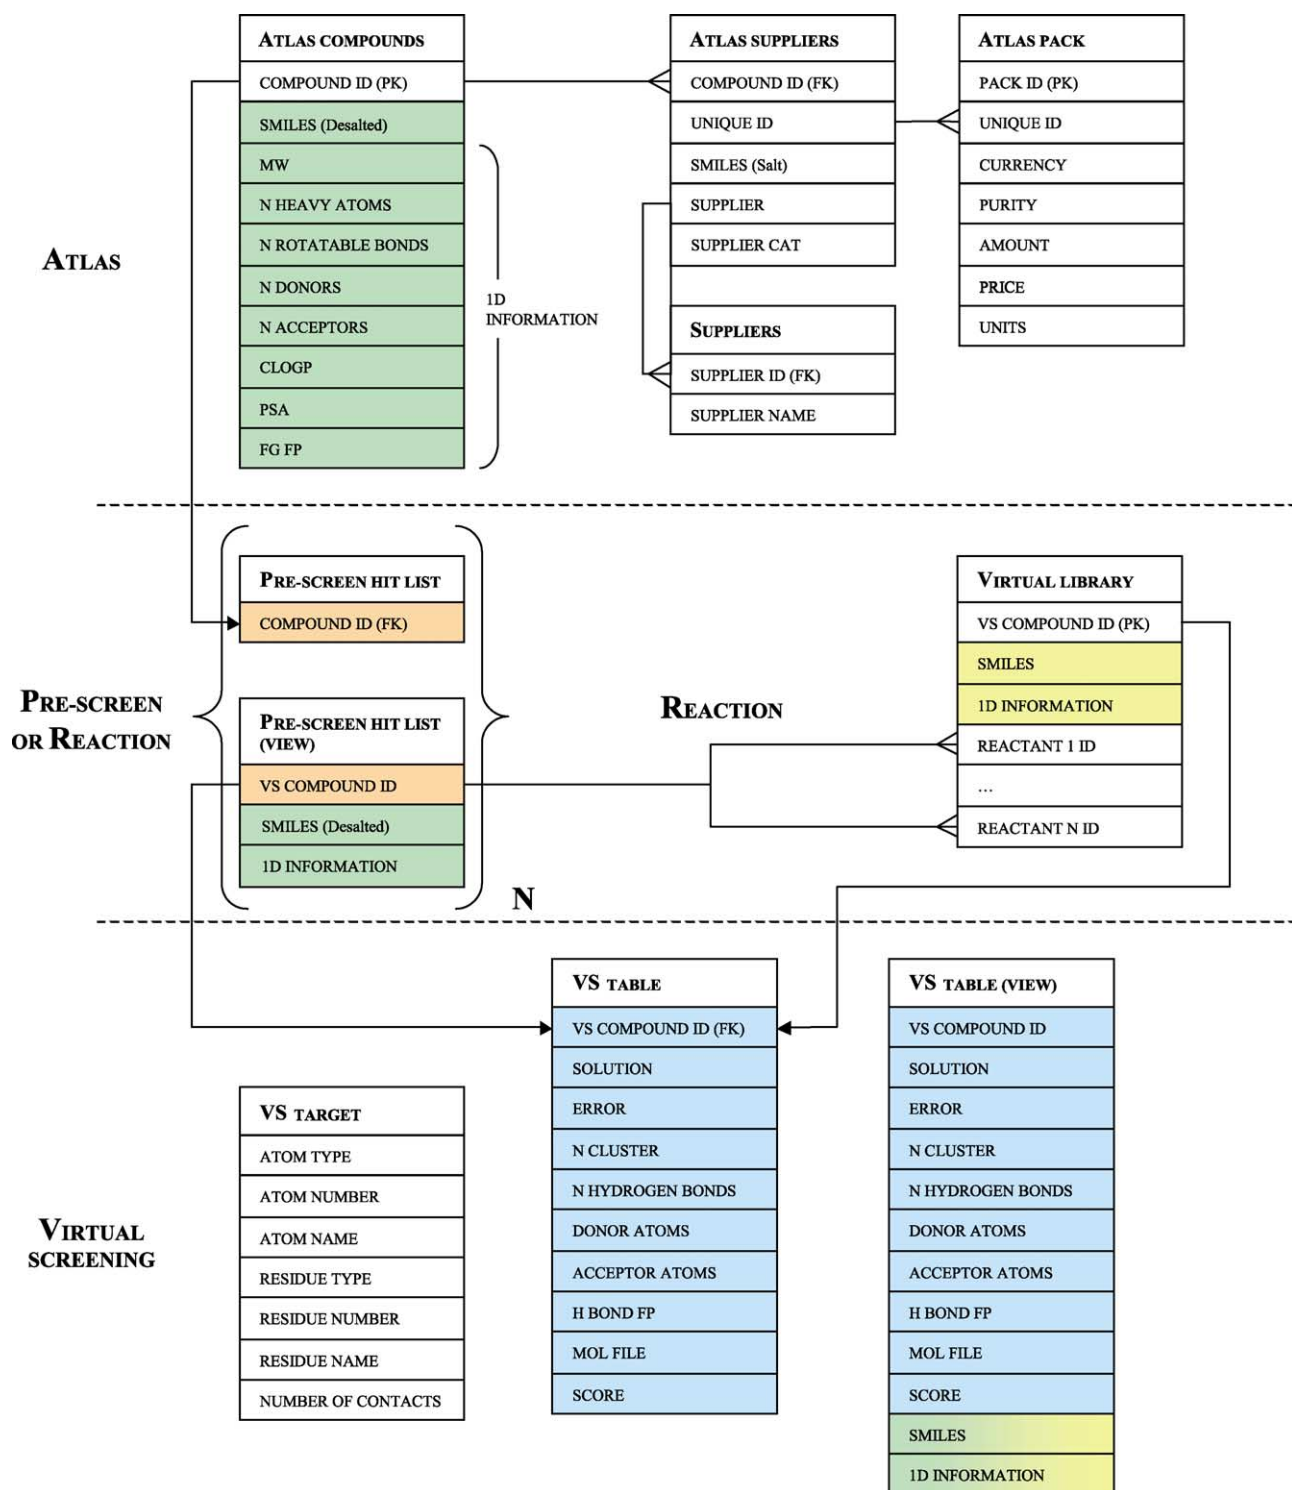 ATLAS
ATLAS COMPOUNDS
COMPOUND ID (PK)
SMILES (Desalted)
MW
N HEAVY ATOMS
N ROTATABLE BONDS
N DONORS
N ACCEPTORS
CLOGP
PSA
FG FP
1D
INFORMATION
ATLAS SUPPLIERS
COMPOUND ID (FK)
UNIQUE ID
SMILES (Salt)
SUPPLIER
SUPPLIER CAT
SUPPLIERS
SUPPLIER ID (FK)
SUPPLIER NAME
ATLAS PACK
PACK ID (PK)
UNIQUE ID
CURRENCY
PURITY
AMOUNT
PRICE
UNITS
PRE-SCREEN
OR REACTION
PRE-SCREEN HIT LIST
COMPOUND ID (FK)
PRE-SCREEN HIT LIST
(VIEW)
VS COMPOUND ID
SMILES (Desalted)
1D INFORMATION
N
REACTION
VIRTUAL LIBRARY
VS COMPOUND ID (PK)
SMILES
1D INFORMATION
REACTANT 1 ID
...
REACTANT N ID
VIRTUAL
SCREENING
VS TARGET
ATOM TYPE
ATOM NUMBER
ATOM NAME
RESIDUE TYPE
RESIDUE NUMBER
RESIDUE NAME
NUMBER OF CONTACTS
VS TABLE
VS COMPOUND ID (FK)
SOLUTION
ERROR
N CLUSTER
N HYDROGEN BONDS
DONOR ATOMS
ACCEPTOR ATOMS
H BOND FP
MOL FILE
SCORE
VS TABLE (VIEW)
VS COMPOUND ID
SOLUTION
ERROR
N CLUSTER
N HYDROGEN BONDS
DONOR ATOMS
ACCEPTOR ATOMS
H BOND FP
MOL FILE
SCORE
SMILES
1D INFORMATION